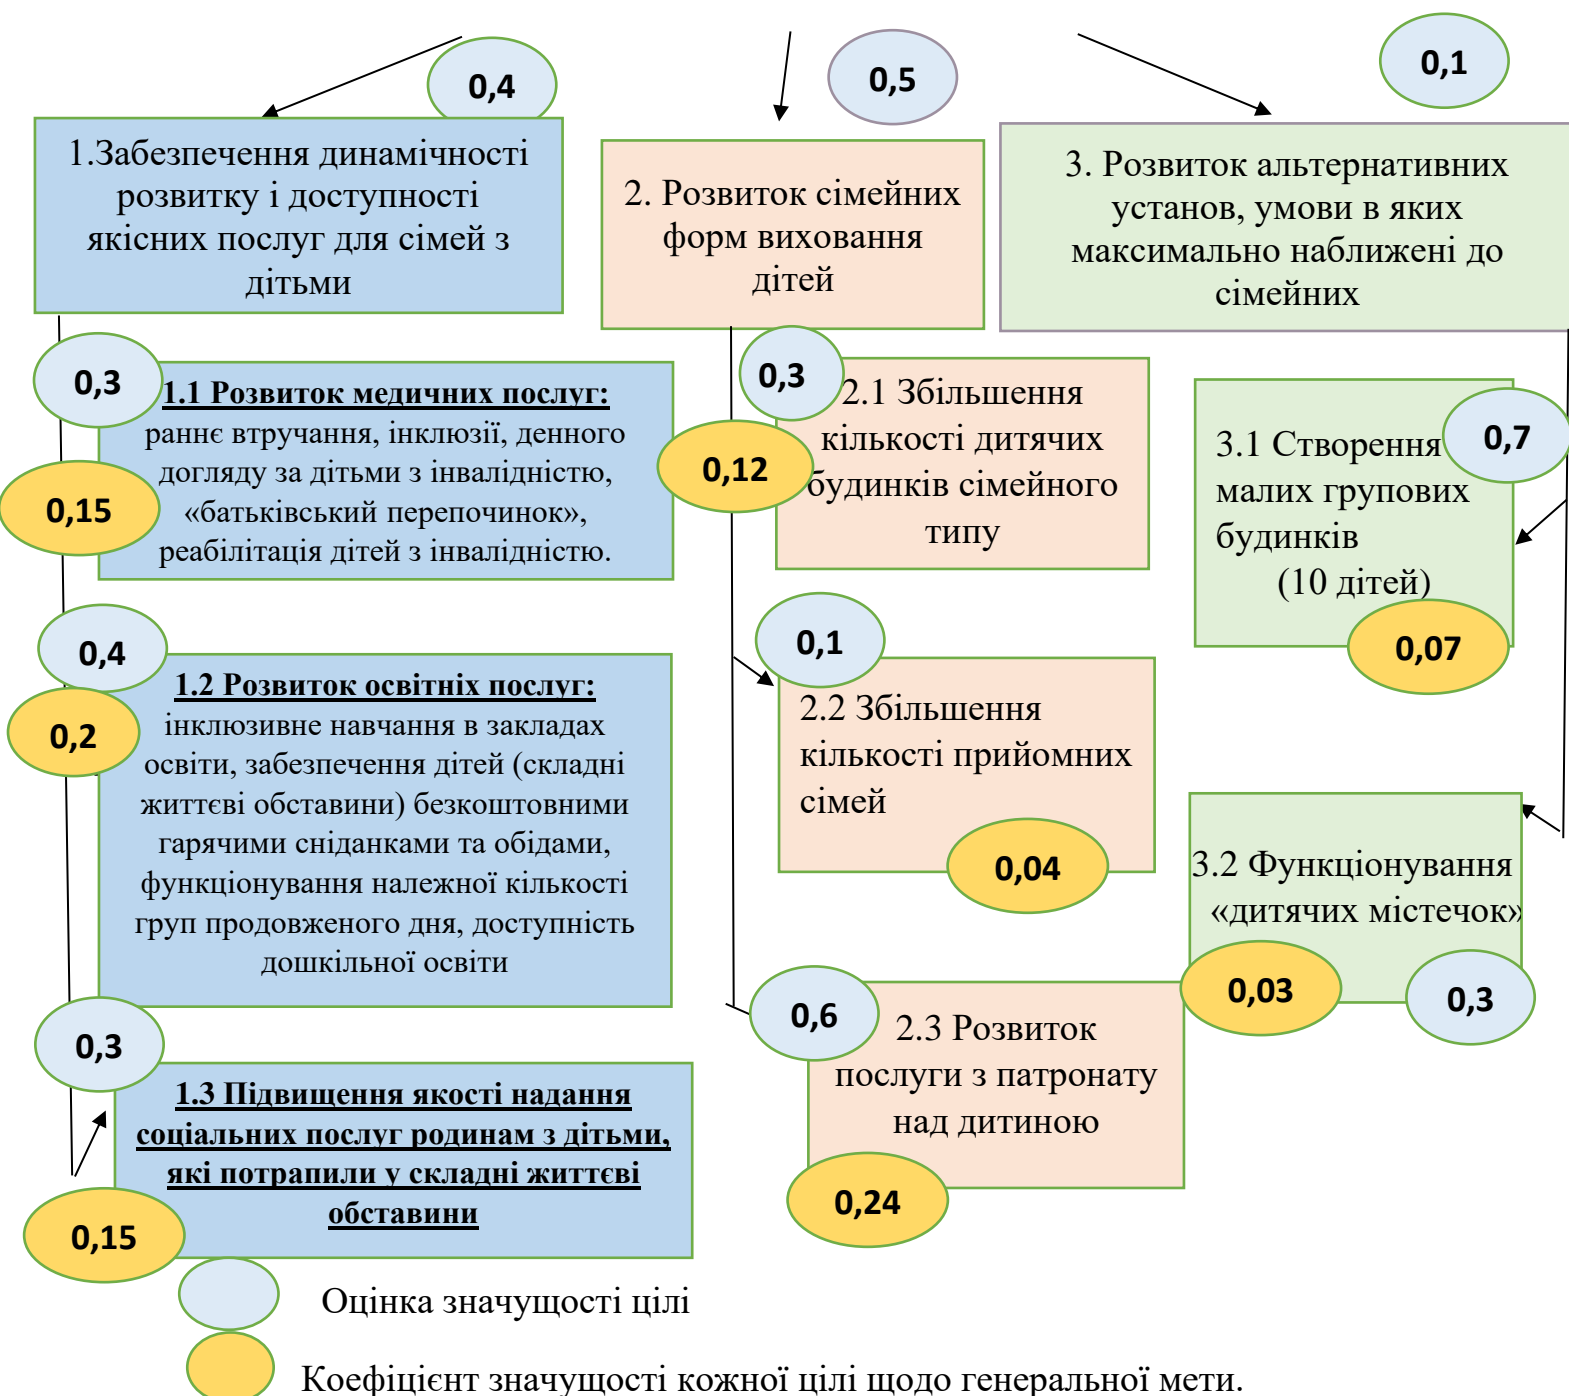 0,4
1.Забезпечення динамічності
розвитку і доступності
якісних послуг для сімей з
дітьми
0,3
1.1 Розвиток медичних послуг:
раннє втручання, інклюзії, денного
догляду за дітьми з інвалідністю,
«батьківський перепочинок»,
реабілітація дітей з інвалідністю.
0,15
0,4
0,2
1.2 Розвиток освітніх послуг:
інклюзивне навчання в закладах
освіти, забезпечення дітей (складні
життєві обставини) безкоштовними
гарячими сніданками та обідами,
функціонування належної кількості
груп продовженого дня, доступність
дошкільної освіти
0,3
1.3 Підвищення якості надання
соціальних послуг родинам з дітьми,
які потрапили у складні життєві
обставини
0,15
0,5
2. Розвиток сімейних
форм виховання
дітей
0,3
0,12
2.1 Збільшення
кількості дитячих
будинків сімейного
типу
0,1
2.2 Збільшення
кількості прийомних
сімей
0,04
0,6
2.3 Розвиток
послуги з патронату
над дитиною
0,24
0,1
3. Розвиток альтернативних
установ, умови в яких
максимально наближені до
сімейних
0,7
3.1 Створення
малих групових
будинків
(10 дітей)
0,07
3.2 Функціонування
«дитячих містечок»
0,03
0,3
Оцінка значущості цілі
Коефіцієнт значущості кожної цілі щодо генеральної мети.